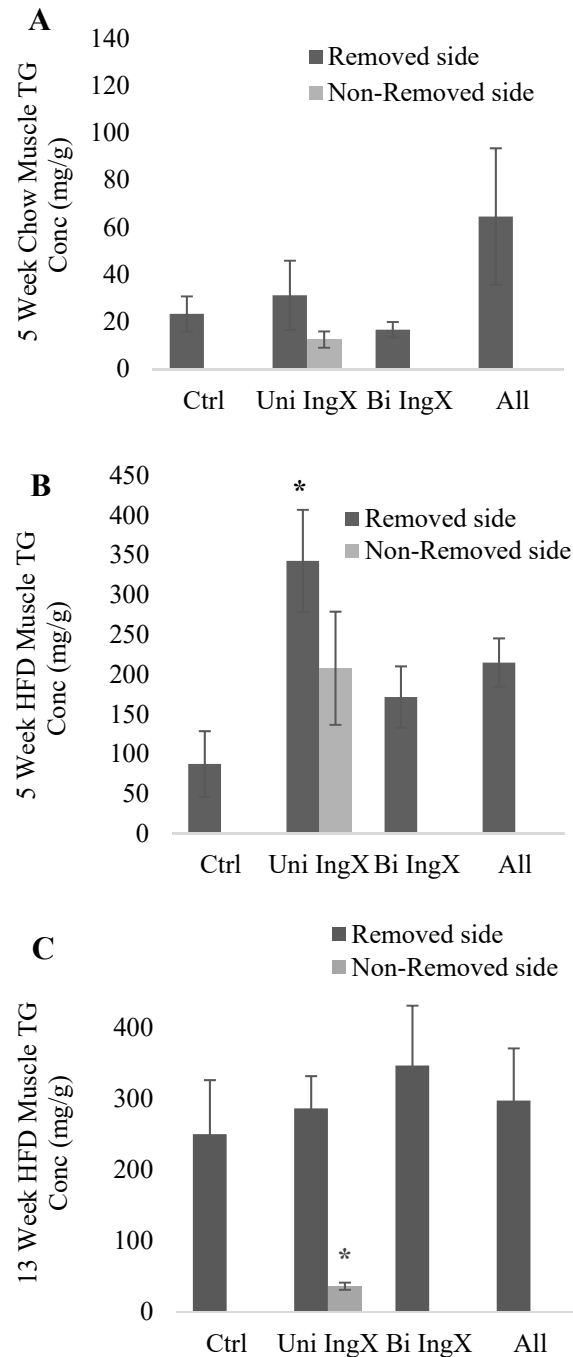 A
5 Week Chow Muscle TG
Conc (mg/g)
140
120
100
80
60
40
20
0
Removed side
Non-Removed side
Ctrl Uni IngX Bi IngX All
B
5 Week HFD Muscle TG
Conc (mg/g)
450
400
350
300
250
200
150
100
50
0
*
Removed side
Non-Removed side
Ctrl Uni IngX Bi IngX All
C
13 Week HFD Muscle TG
Conc (mg/g)
400
300
200
100
0
Removed side
Non-Removed side
*
Ctrl Uni IngX Bi IngX All